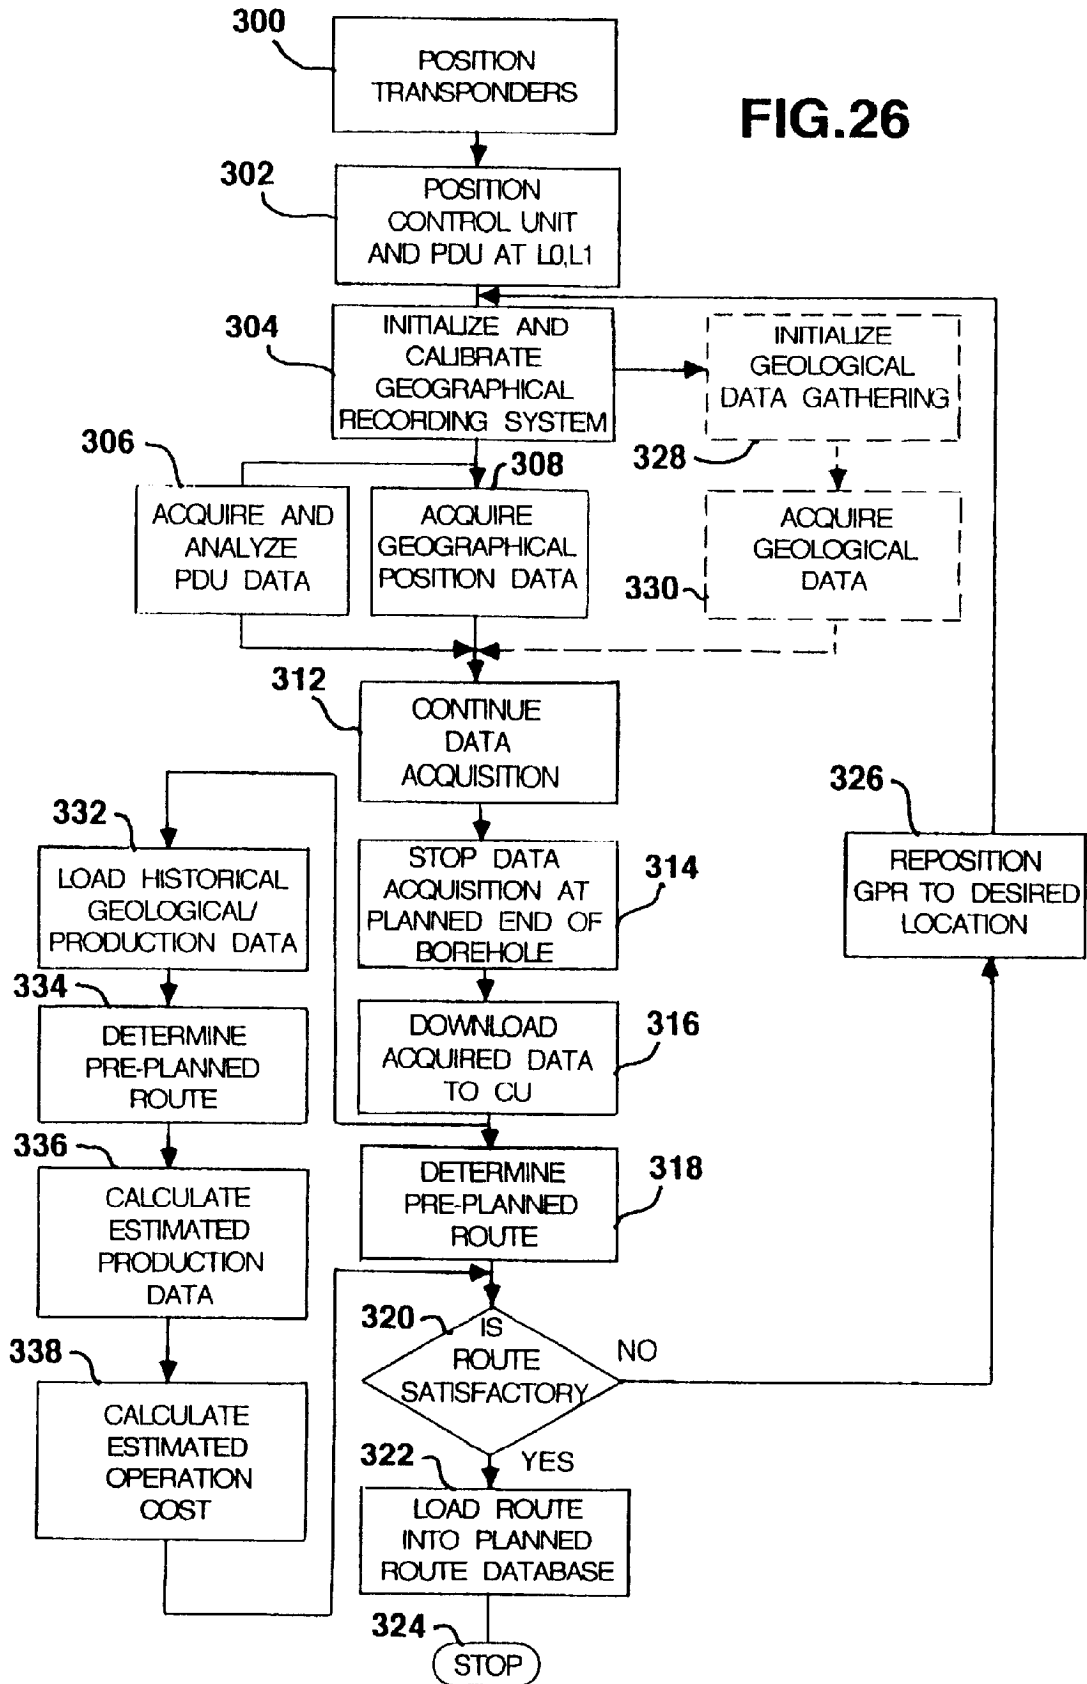 300
POSITION
TRANSPONDERS
FIG.26
302
POSITION
CONTROL UNIT
AND PDU AT L0,L1
304
INITIALIZE AND
CALIBRATE
GEOGRAPHICAL
RECORDING SYSTEM
INITIALIZE
GEOLOGICAL
DATA GATHERING
328
306
ACQUIRE AND
ANALYZE
PDU DATA
308
ACQUIRE
GEOGRAPHICAL
POSITION DATA
ACQUIRE
GEOLOGICAL
DATA
330
312
CONTINUE
DATA
ACQUISITION
326
REPOSITION
GPR TO DESIRED
LOCATION
332
LOAD HISTORICAL
GEOLOGICAL/
PRODUCTION DATA
STOP DATA
ACQUISITION AT
PLANNED END OF
BOREHOLE
314
334
DETERMINE
PRE-PLANNED
ROUTE
DOWNLOAD
ACQUIRED DATA
TO CU
316
336
CALCULATE
ESTIMATED
PRODUCTION
DATA
DETERMINE
PRE-PLANNED
ROUTE
318
338
CALCULATE
ESTIMATED
OPERATION
COST
320
IS
ROUTE
SATISFACTORY
NO
YES
322
LOAD ROUTE
INTO PLANNED
ROUTE DATABASE
324
STOP